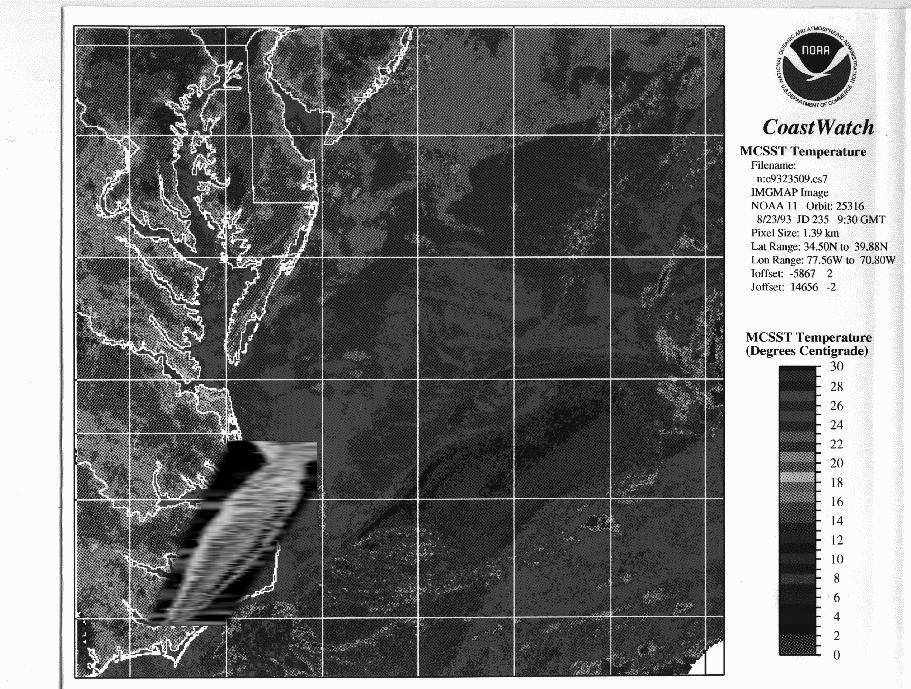 NATIONAL OCEANIC AND ATMOSPHERIC ADMINISTRATION
NOAA
U.S. DEPARTMENT OF COMMERCE
CoastWatch
MCSST Temperature
Filename:
n:c9323509.cs7
IMGMAP Image
NOAA 11 Orbit: 25316
8/23/93 JD 235 9:30 GMT
Pixel Size: 1.39 km
Lat Range: 34.50N to 39.88N
Lon Range: 77.56W to 70.80W
Ioffset: -5867 2
Joffset: 14656 -2
MCSST Temperature
(Degrees Centigrade)
30
28
26
24
22
20
18
16
14
12
10
8
6
4
2
0